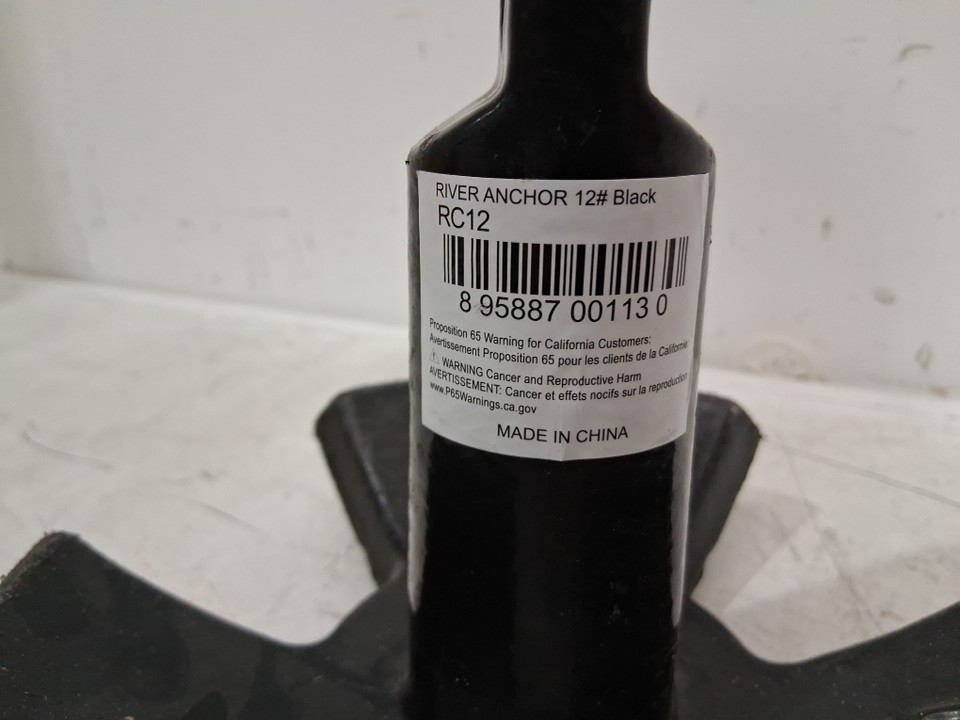 RIVER ANCHOR 12# Black
RC12
8 95887 00113 0
Proposition 65 Warning for California Customers:
Avertissement Proposition 65 pour les clients de la Californie:
WARNING Cancer and Reproductive Harm
AVERTISSEMENT: Cancer et effets nocifs sur la reproduction
www.P65Warnings.ca.gov
MADE IN CHINA